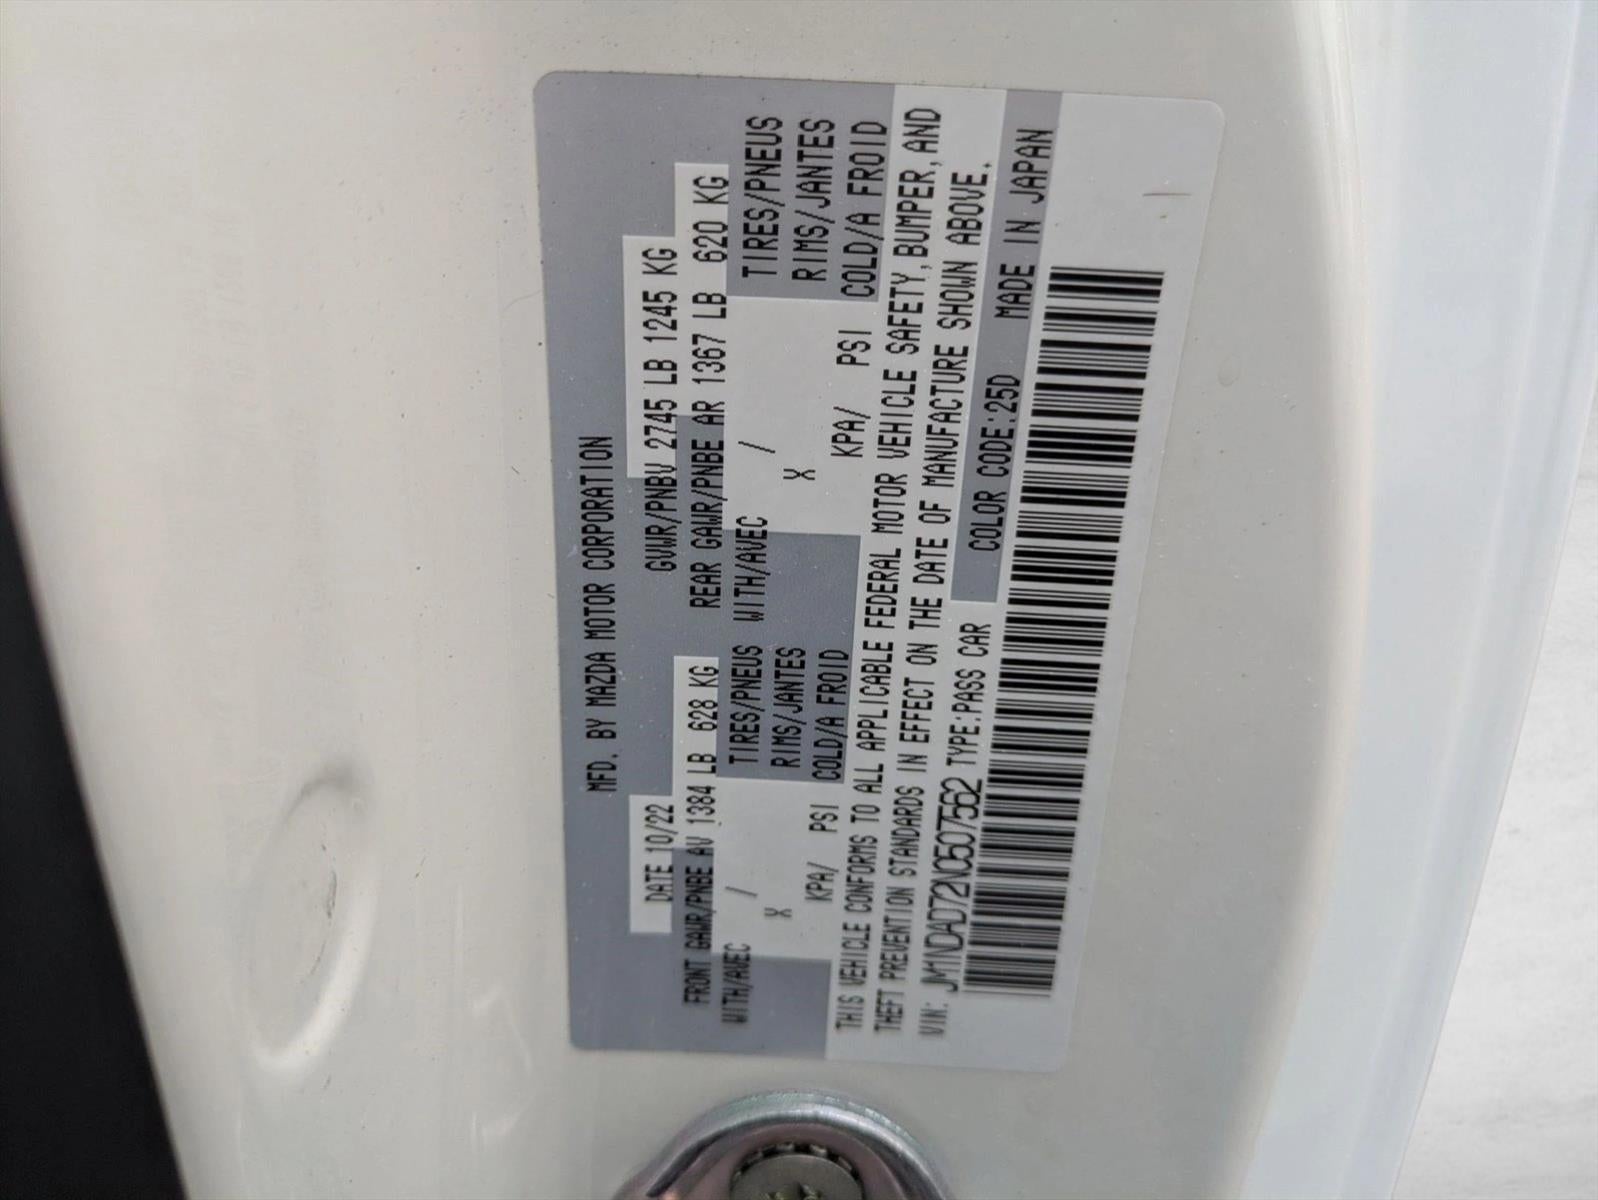 MFD. BY MAZDA MOTOR CORPORATION
DATE 10/22 GVWR/PNBV 2745 LB 1245 KG
FRONT GAWR/PNBE AV 1384 LB 628 KG REAR GAWR/PNBE AR 1367 LB 620 KG
WITH/AVEC / TIRES/PNEUS WITH/AVEC / TIRES/PNEUS
X RIMS/JANTES X RIMS/JANTES
KPA/ PSI COLD/A FROID KPA/ PSI COLD/A FROID
THIS VEHICLE CONFORMS TO ALL APPLICABLE FEDERAL MOTOR VEHICLE SAFETY,BUMPER,AND
THEFT PREVENTION STANDARDS IN EFFECT ON THE DATE OF MANUFACTURE SHOWN ABOVE.
VIN: JM1NDAD72N0507562 TYPE:PASS CAR COLOR CODE:25D MADE IN JAPAN